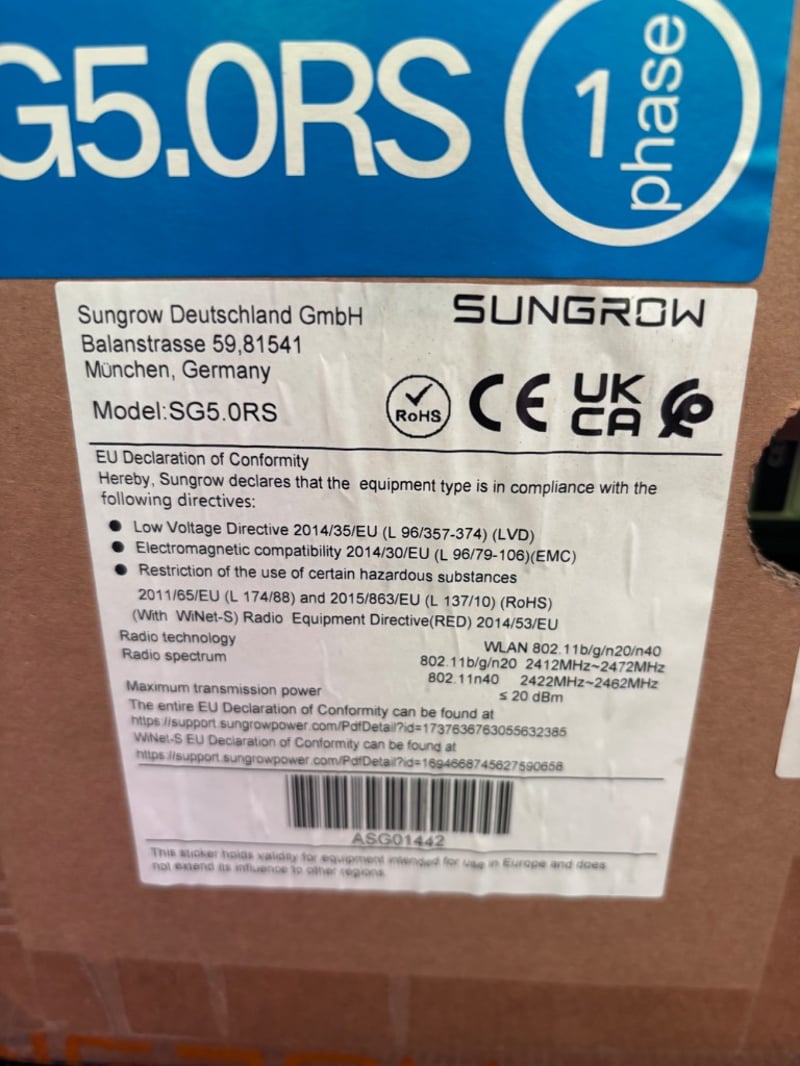 G5.0RS
1 phase
Sungrow Deutschland GmbH
SUNGROW
Balanstrasse 59,81541
München, Germany
Model:SG5.0RS
RoHS
CE
UK
CA
EU Declaration of Conformity
Hereby, Sungrow declares that the equipment type is in compliance with the
following directives:
● Low Voltage Directive 2014/35/EU (L 96/357-374) (LVD)
● Electromagnetic compatibility 2014/30/EU (L 96/79-106)(EMC)
● Restriction of the use of certain hazardous substances
2011/65/EU (L 174/88) and 2015/863/EU (L 137/10) (RoHS)
(With WiNet-S) Radio Equipment Directive(RED) 2014/53/EU
Radio technology WLAN 802.11b/g/n20/n40
Radio spectrum 802.11b/g/n20 2412MHz~2472MHz
802.11n40 2422MHz~2462MHz
Maximum transmission power ≤ 20 dBm
The entire EU Declaration of Conformity can be found at
https://support.sungrowpower.com/PdfDetail?id=1737636763055632385
WiNet-S EU Declaration of Conformity can be found at
https://support.sungrowpower.com/PdfDetail?id=1694668745627590658
ASG01442
This sticker holds validity for equipment intended for use in Europe and does
not extend its influence to other regions.